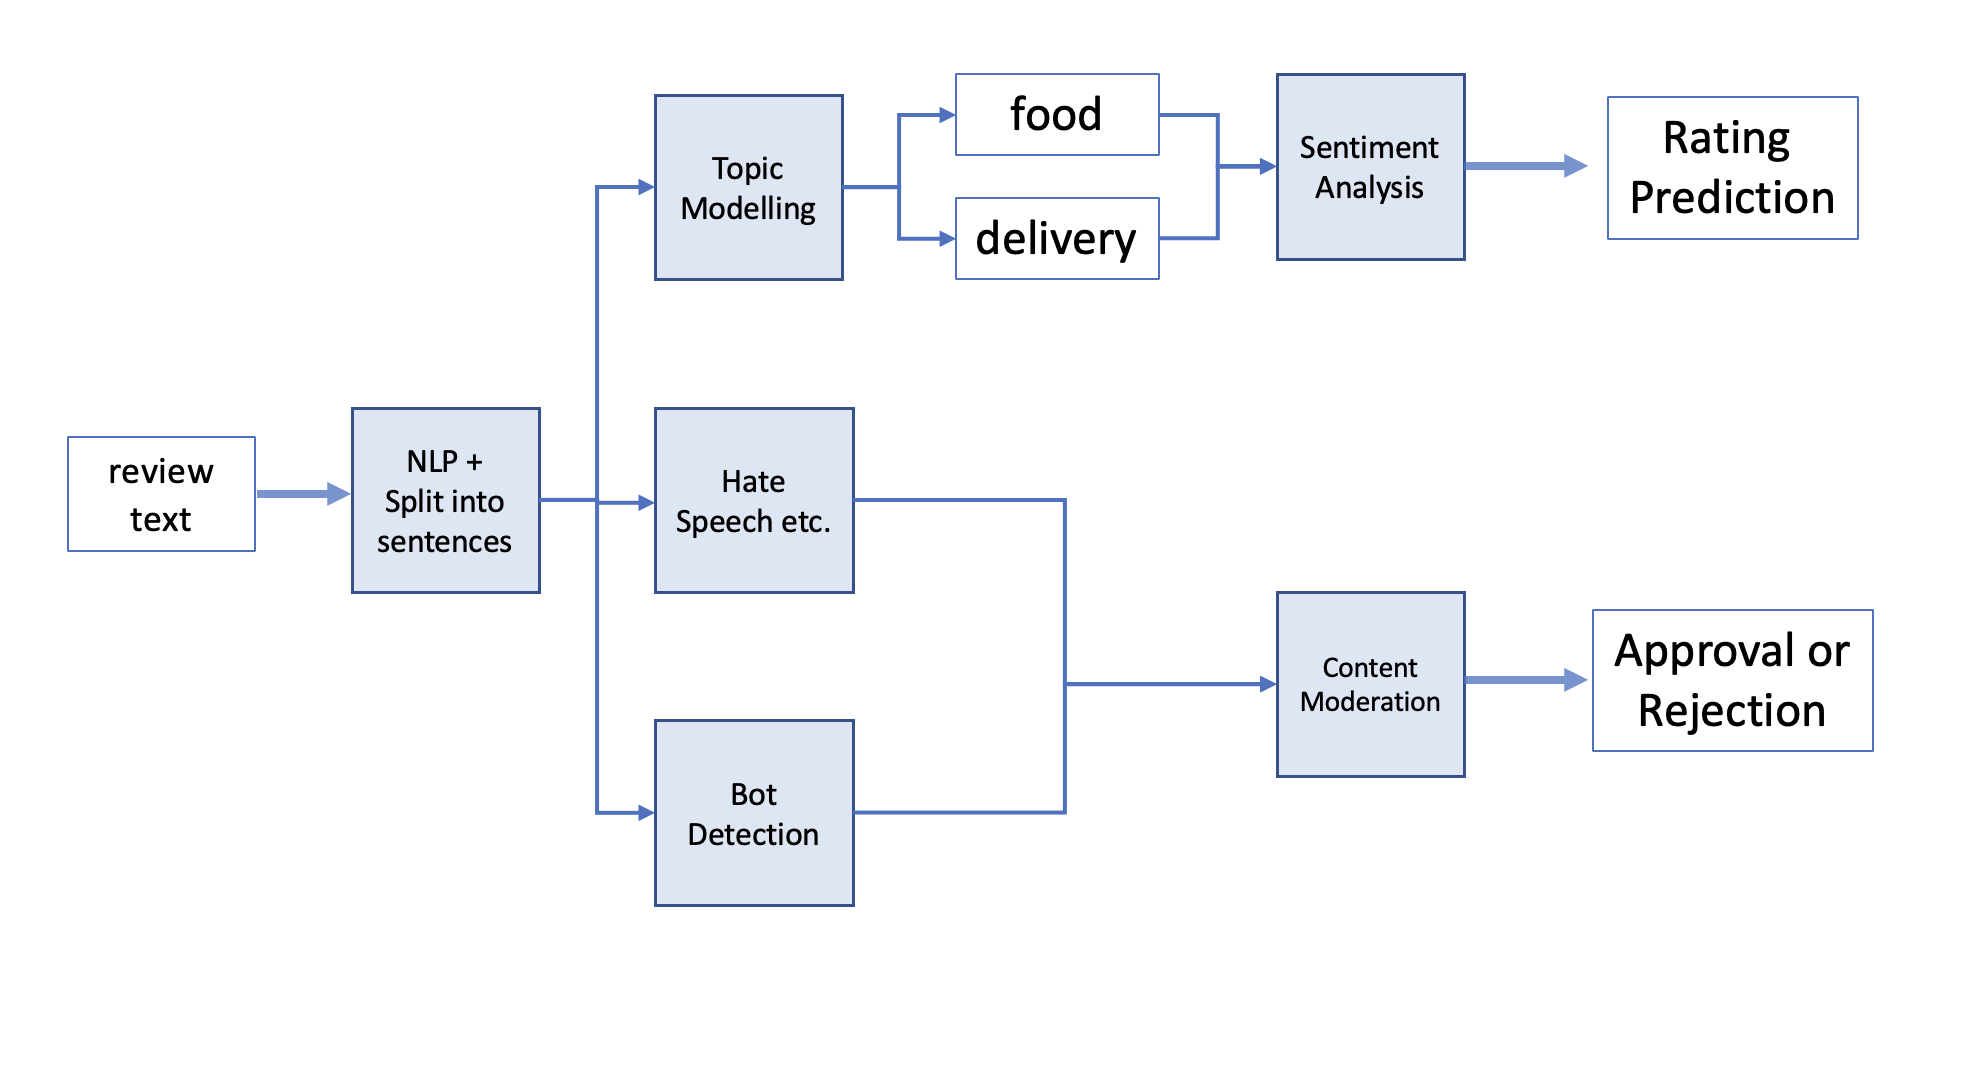 review
text
NLP +
Split into
sentences
Topic
Modelling
food
delivery
Sentiment
Analysis
Rating
Prediction
Hate
Speech etc.
Bot
Detection
Content
Moderation
Approval or
Rejection